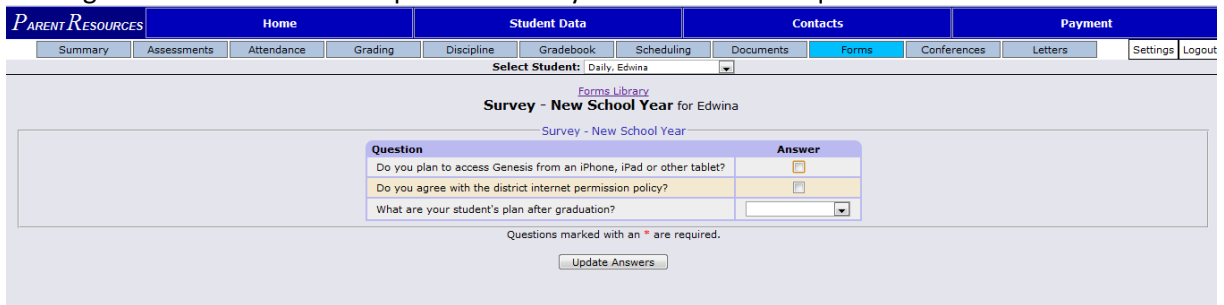 PARENT RESOURCES Home Student Data Contacts Payment
Summary Assessments Attendance Grading Discipline Gradebook Scheduling Documents Forms Conferences Letters Settings Logout
Select Student: Daily, Edwina
Forms Library
Survey - New School Year for Edwina
Survey - New School Year
Question Answer
Do you plan to access Genesis from an iPhone, iPad or other tablet?
Do you agree with the district internet permission policy?
What are your student's plan after graduation?
Questions marked with an * are required.
Update Answers